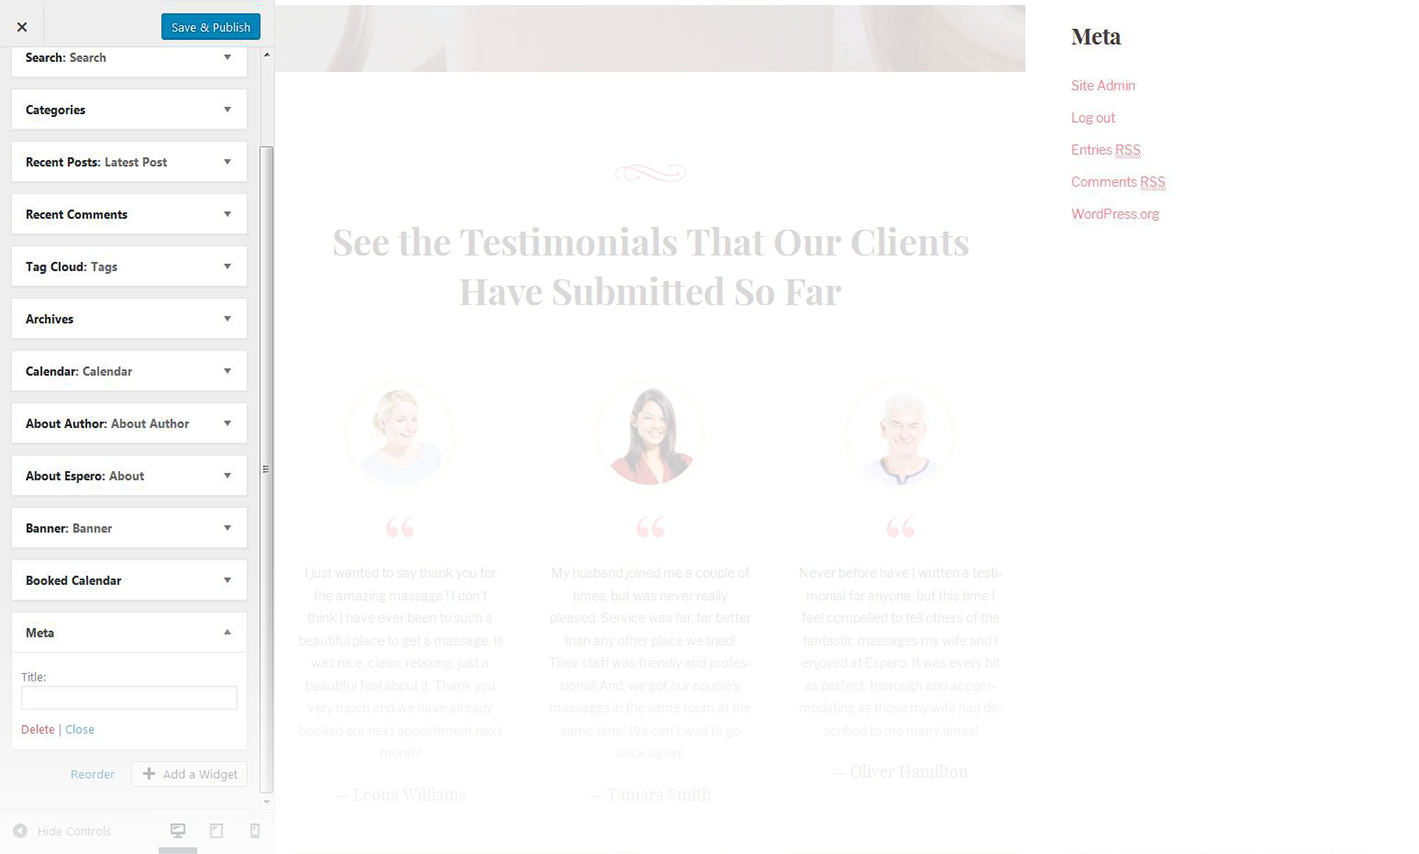 Save & Publish
Search: Search
Categories
Recent Posts: Latest Post
Recent Comments
Tag Cloud: Tags
Archives
Calendar: Calendar
About Author: About Author
About Espero: About
Banner: Banner
Booked Calendar
Meta
Title:
Delete | Close
Reorder
Add a Widget
Hide Controls
See the Testimonials That Our Clients
Have Submitted So Far
“
I just wanted to say thank you for
the amazing massage ! I don't
think I have ever been to such a
beautiful place to get a massage. It
was nice, clean, relaxing, just a
beautiful feel about it. Thank you
very much and we have already
booked our next appointment next
month!
— Leona Williams
“
My husband joined me a couple of
times, but was never really
pleased. Service was far, far better
than any other place we tried!
Their staff was friendly and profes-
sional! And, we got our couple's
massages in the same room at the
same time! We can't wait to go
back again!
— Tamara Smith
“
Never before have I written a testi-
monial for anyone, but this time I
feel compelled to tell others of the
fantastic massages my wife and I
enjoyed at Espero. It was every bit
as perfect, thorough and accom-
modating as those my wife had de-
scribed to me many times!
— Oliver Hamilton
Meta
Site Admin
Log out
Entries RSS
Comments RSS
WordPress.org